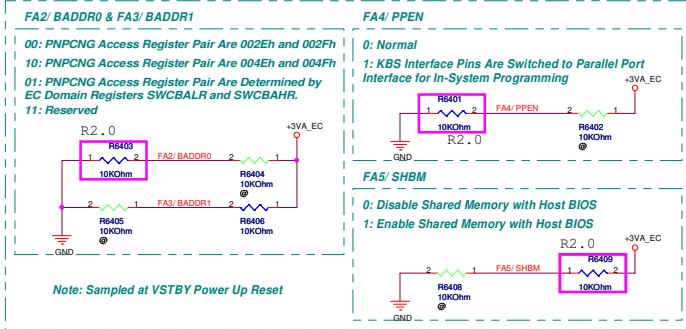 FA2/ BADDR0 & FA3/ BADDR1
00: PNPCNG Access Register Pair Are 002Eh and 002Fh
10: PNPCNG Access Register Pair Are 004Eh and 004Fh
01: PNPCNG Access Register Pair Are Determined by
EC Domain Registers SWCBALR and SWCBAHR.
11: Reserved
R2.0
+3VA_EC
R6403
1
2
FA2/ BADDR0
2
1
10KOhm
R6404
10KOhm
@
2
1
FA3/ BADDR1
1
2
R6405
10KOhm
@
R6406
10KOhm
GND
Note: Sampled at VSTBY Power Up Reset
FA4/ PPEN
0: Normal
1: KBS Interface Pins Are Switched to Parallel Port
Interface for In-System Programming
+3VA_EC
R6401
1
2
FA4/ PPEN
2
1
10KOhm
R2.0
R6402
10KOhm
@
GND
FA5/ SHBM
0: Disable Shared Memory with Host BIOS
1: Enable Shared Memory with Host BIOS
R2.0
+3VA_EC
R6409
2
1
FA5/ SHBM
1
2
R6408
10KOhm
@
10KOhm
GND